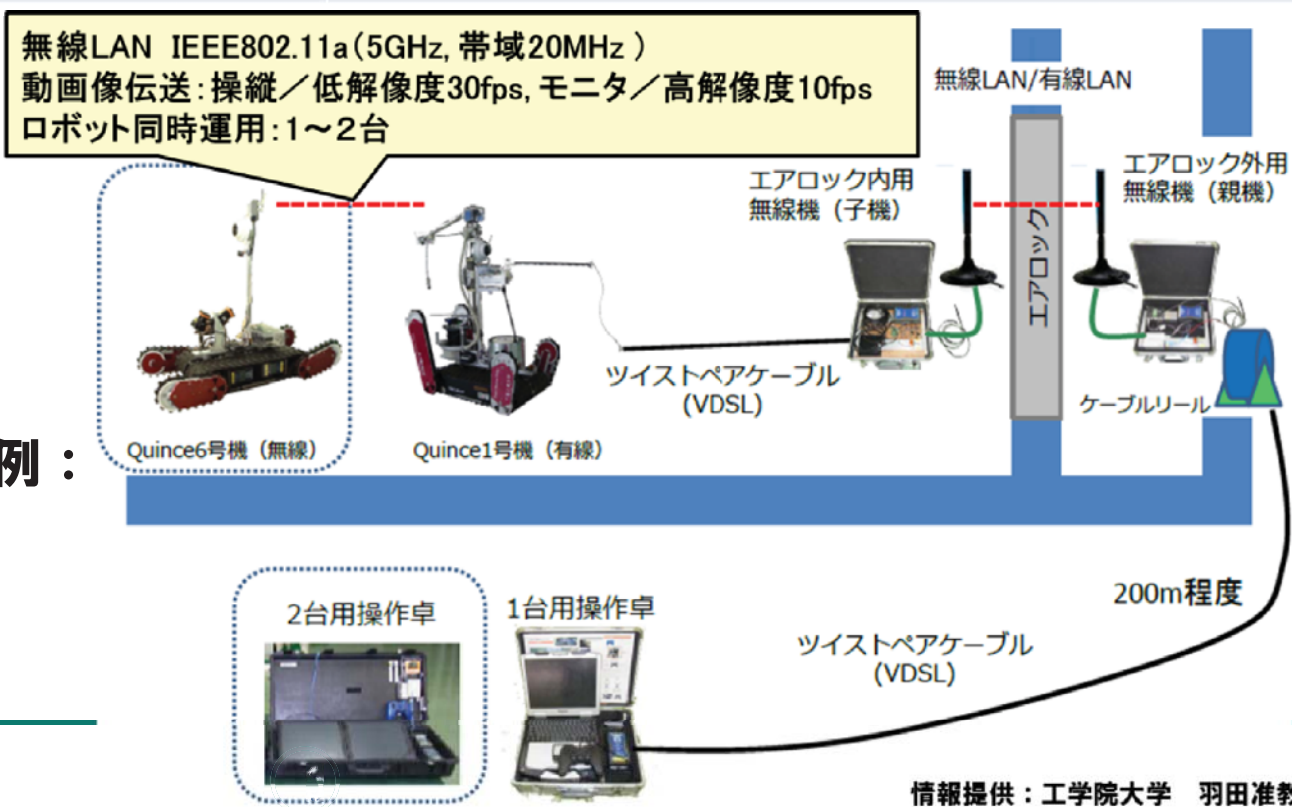 無線LAN IEEE802.11a(5GHz, 帯域20MHz )
動画像伝送:操縦／低解像度30fps, モニタ／高解像度10fps
ロボット同時運用:1～2台
無線LAN/有線LAN
エアロック内用
無線機（子機）
エアロック外用
無線機（親機）
エアロック
ツイストペアケーブル
(VDSL)
ケーブルリール
Quince6号機（無線）
Quince1号機（有線）
例：
2台用操作卓
1台用操作卓
200m程度
ツイストペアケーブル
(VDSL)
情報提供：工学院大学　羽田准教